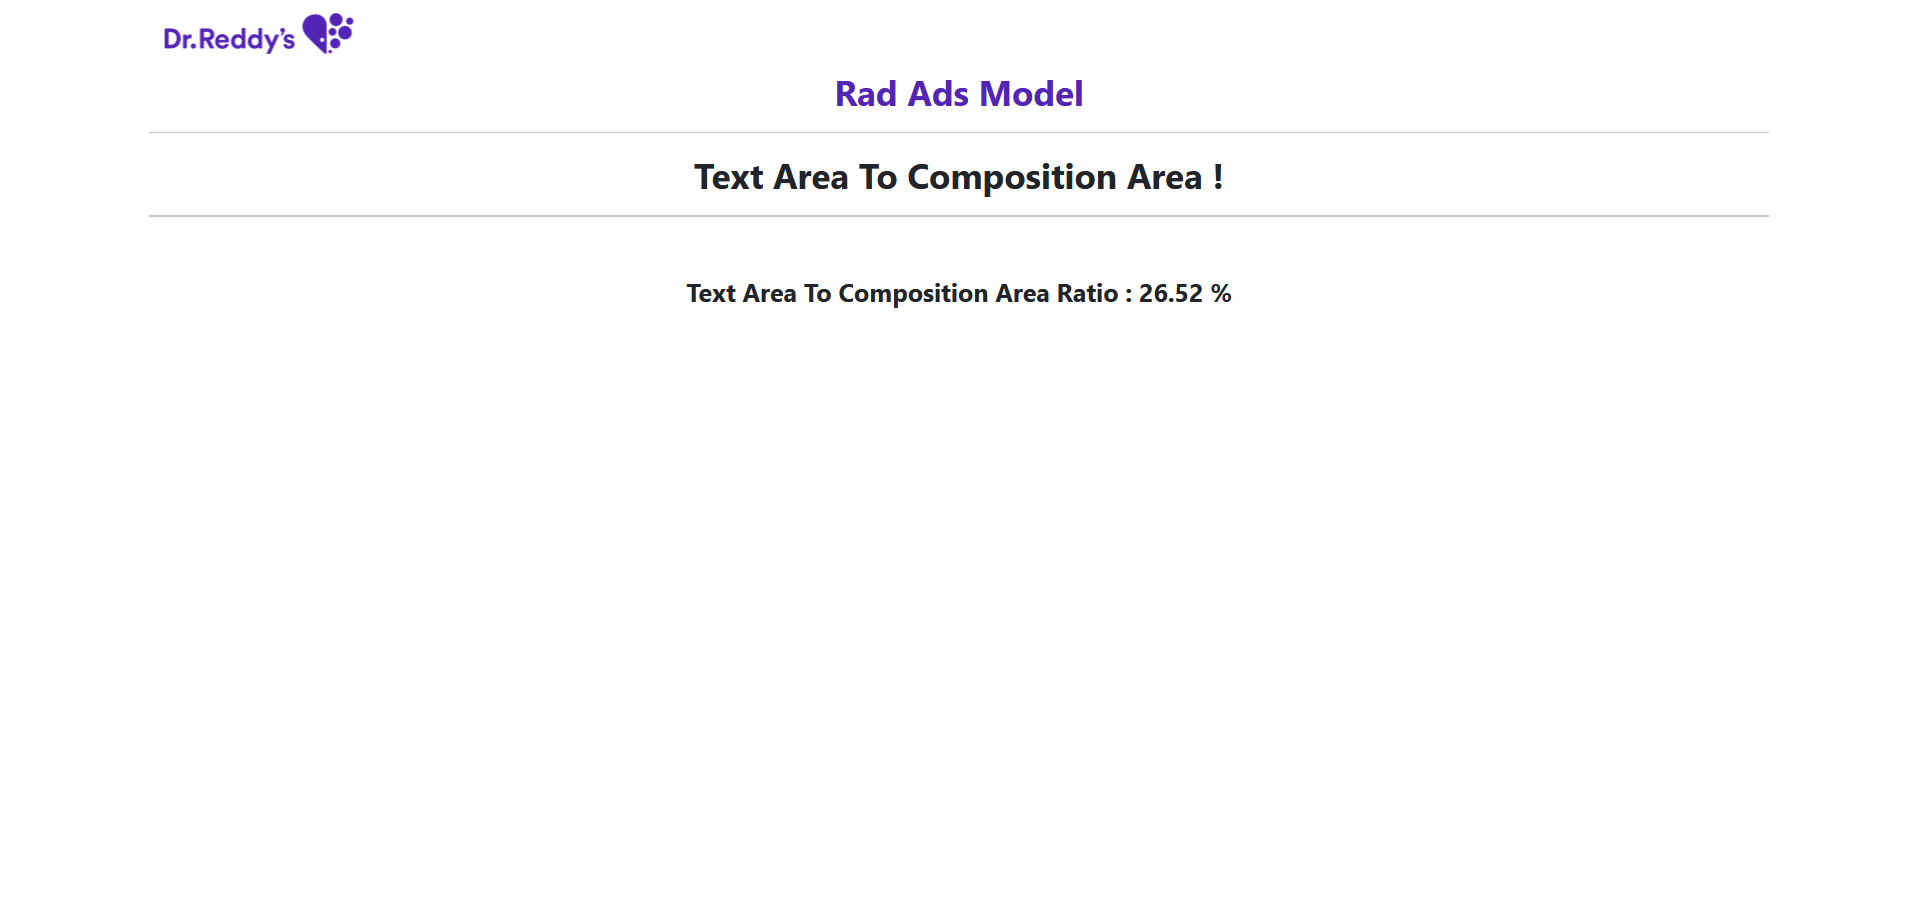 Dr.Reddy's
Rad Ads Model
Text Area To Composition Area !
Text Area To Composition Area Ratio : 26.52 %